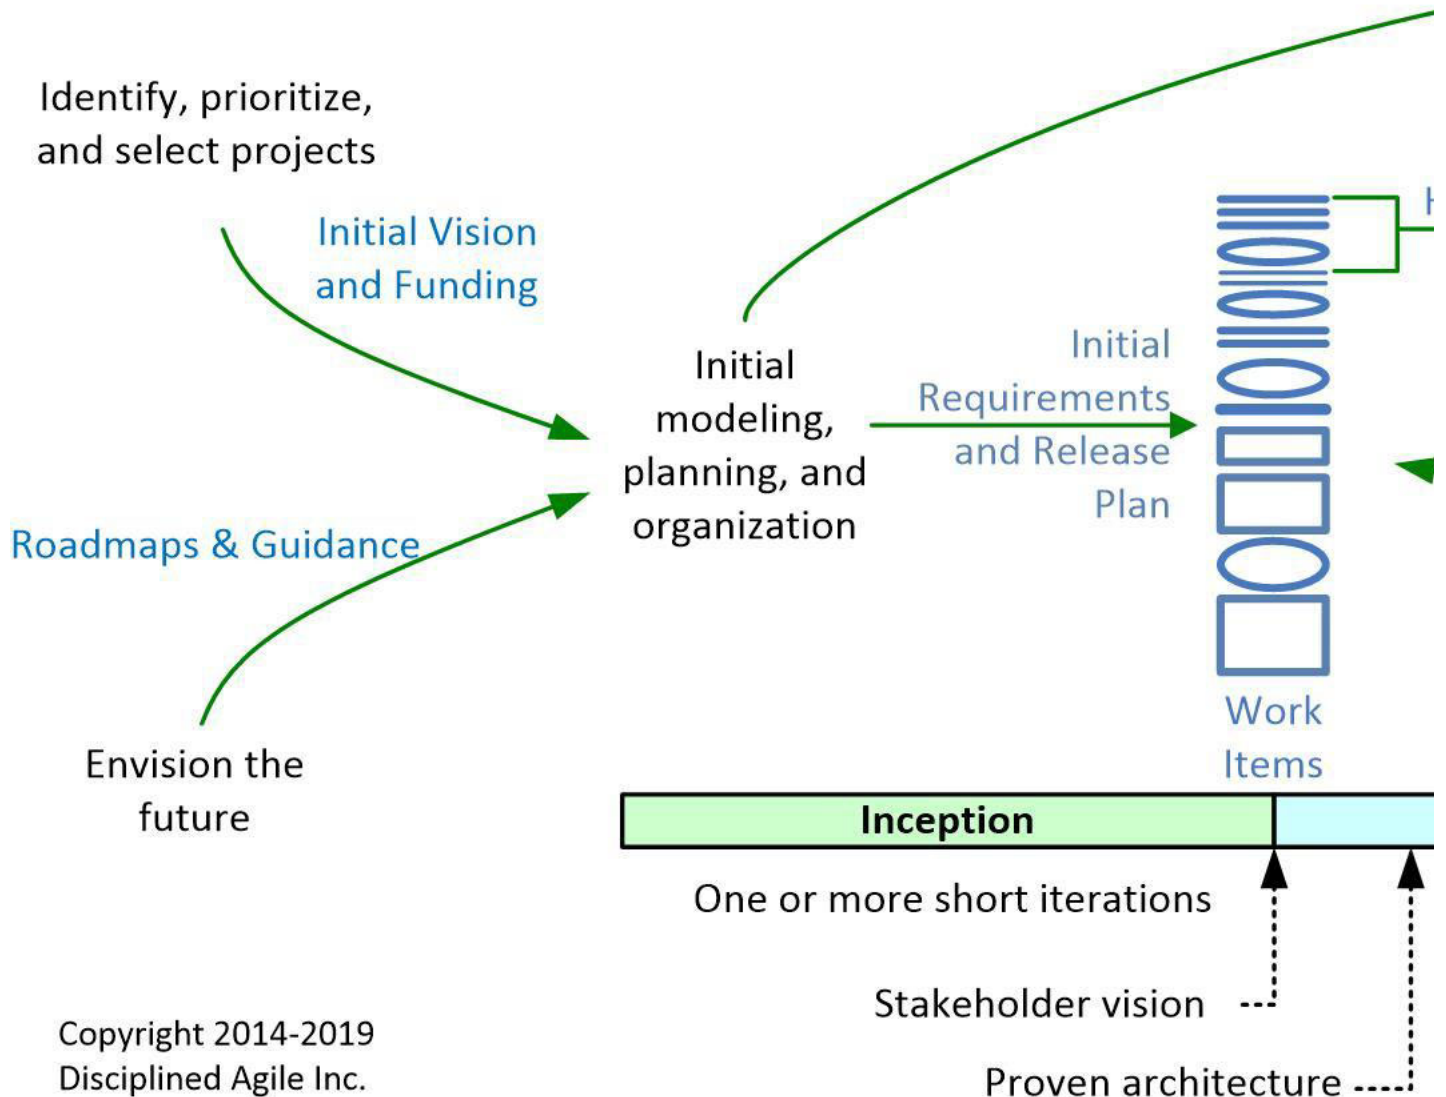 Identify, prioritize,
and select projects
Initial Vision
and Funding
Initial
modeling,
planning, and
organization
Initial
Requirements
and Release
Plan
H
Roadmaps & Guidance
Envision the
future
Work
Items
Inception
One or more short iterations
Stakeholder vision
Proven architecture
Copyright 2014-2019
Disciplined Agile Inc.